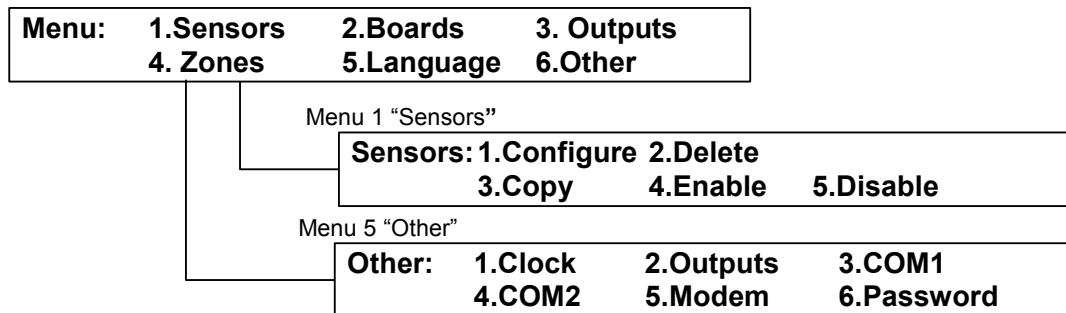 Menu: 1.Sensors 2.Boards 3. Outputs
4. Zones 5.Language 6.Other
Menu 1 “Sensors”
Sensors: 1.Configure 2.Delete
3.Copy 4.Enable 5.Disable
Menu 5 “Other”
Other: 1.Clock 2.Outputs 3.COM1
4.COM2 5.Modem 6.Password